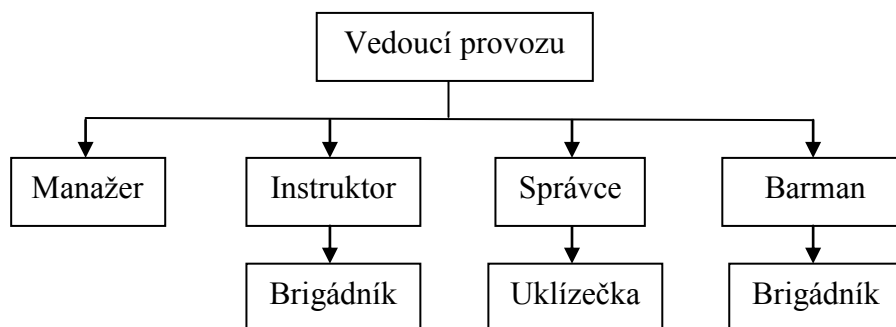 Vedoucí provozu
Manažer Instruktor Správce Barman
Brigádník Uklízečka Brigádník